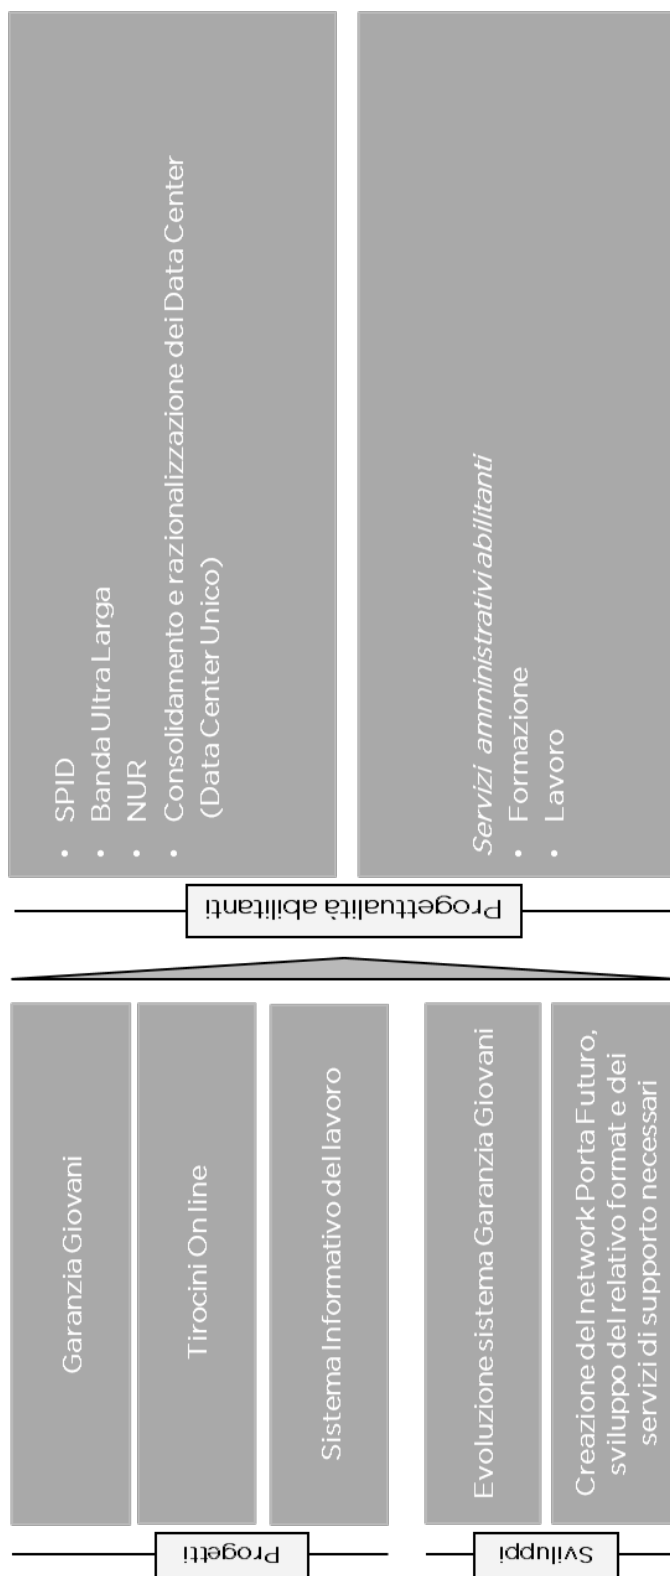 Progetti
Garanzia Giovani
Tirocini Online
Sistema Informativo del lavoro
Sviluppi
Evoluzione sistema Garanzia Giovani
Creazione del network Porta Futuro,
sviluppo del relativo format e dei
servizi di supporto necessari
Progettualità abilitanti
• SPID
• Banda Ultra Larga
• NUR
• Consolidamento e razionalizzazione dei Data Center
(Data Center Unico)
Servizi amministrativi abilitanti
• Formazione
• Lavoro